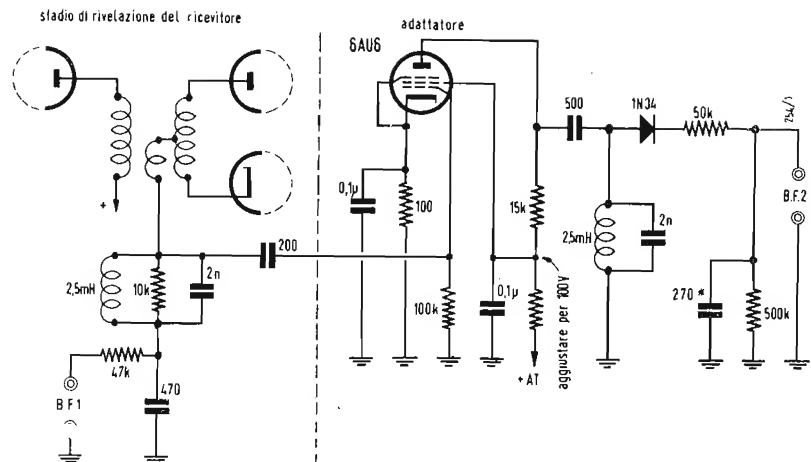 stadio di rivelazione del ricevitore
adattatore
6AU6
+
2,5mH
10k
2n
200
47k
B.F.1
470
0,1µ
100
100k
0,1µ
15k
+AT
aggiustare per 100V
500
1N34
50k
2,5mH
2n
270*
500k
B.F.2